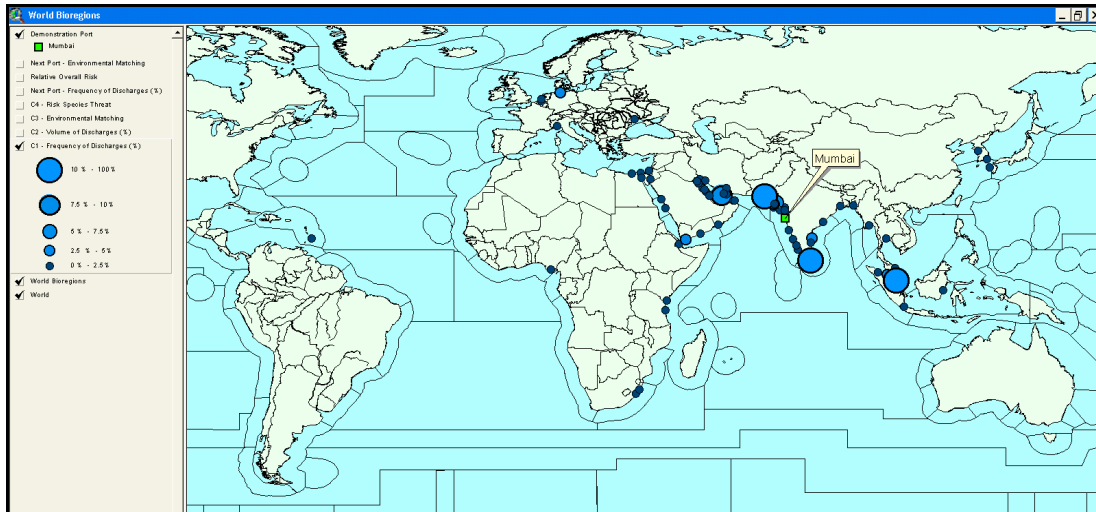 World Bioregions
Demonstration Port
Mumbai
Next Port - Environmental Matching
Relative Overall Risk
Next Port - Frequency of Discharges (%)
C4 - Risk Species Threat
C3 - Environmental Matching
C2 - Volume of Discharges (%)
C1 - Frequency of Discharges (%)
10 % - 100%
7.5 % - 10%
5 % - 7.5%
2.5 % - 5%
0 % - 2.5%
World Bioregions
World
Mumbai